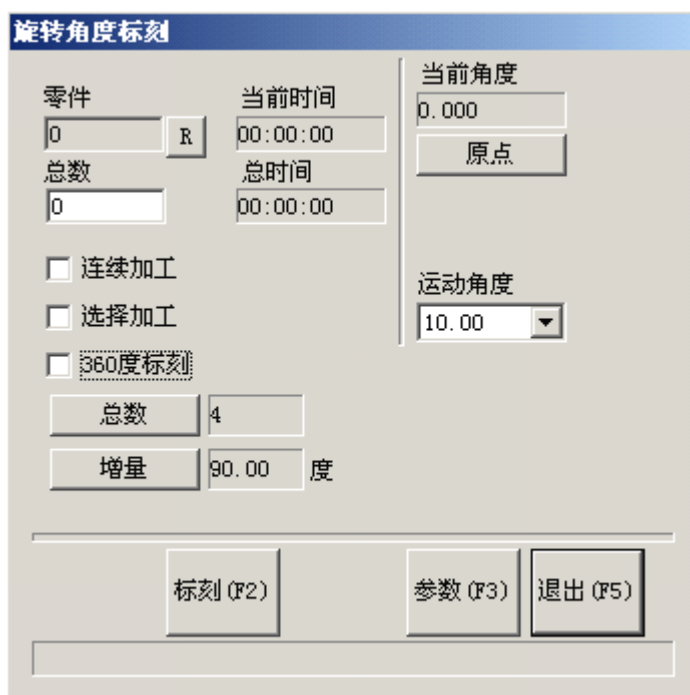 旋转角度标刻
零件
当前时间
0
R
00:00:00
总数
总时间
0
00:00:00
连续加工
选择加工
360度标刻
总数
4
增量
90.00
度
当前角度
0.000
原点
运动角度
10.00
标刻(F2)
参数(F3)
退出(F5)